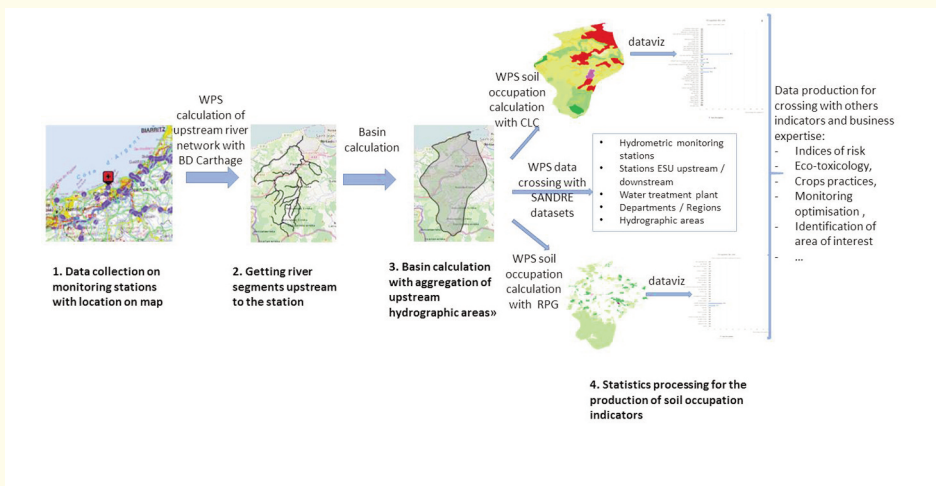 WPS
calculation of
upstream river
network with
BD Carthage
BIARRITZ
1. Data collection on
monitoring stations
with location on map
2. Getting river
segments upstream
to the station
Basin
calculation
3. Basin calculation
with aggregation of
upstream
hydrographic areas»
WPS soil
occupation
calculation
with CLC
dataviz
WPS data
crossing with
SANDRE
datasets
• Hydrometric monitoring
stations
• Stations ESU upstream /
downstream
• Water treatment plant
• Departments / Regions
• Hydrographic areas
WPS soil
occupation
calculation
with RPG
dataviz
4. Statistics processing for the
production of soil occupation
indicators
Data production for
crossing with others
indicators and business
expertise:
- Indices of risk
- Eco-toxicology,
- Crops practices,
- Monitoring
optimisation ,
- Identification of
area of interest
- ...